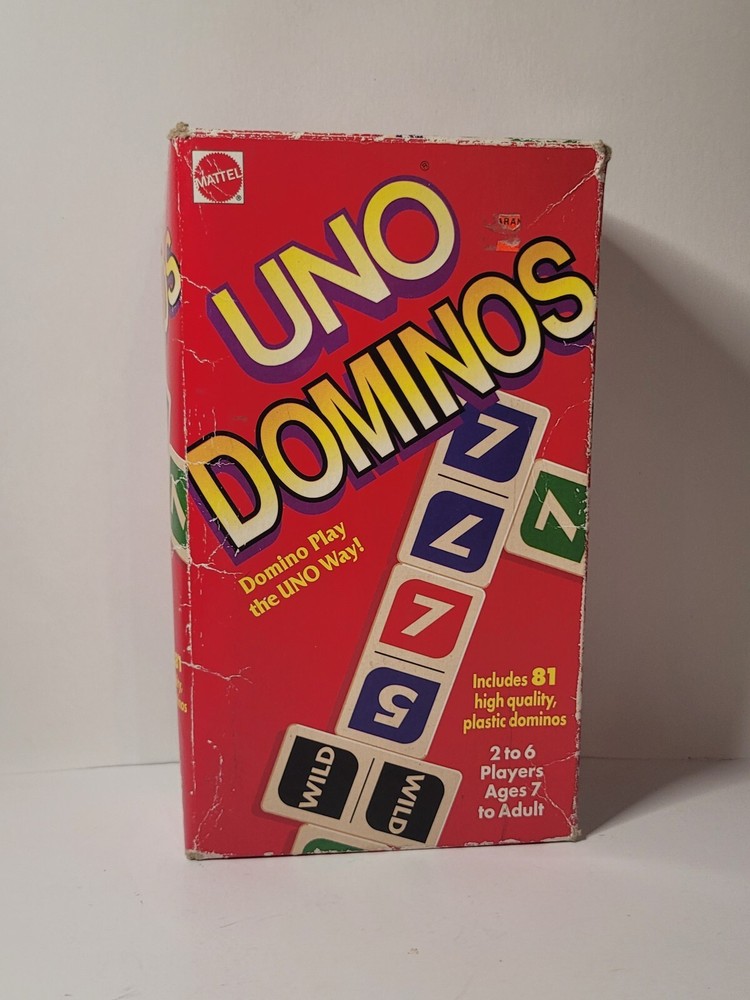 MATTEL
®
UNO
DOMINOS
Domino Play
the UNO Way!
7
7
7
7
5
WILD
WILD
Includes 81
high quality,
plastic dominos
2 to 6
Players
Ages 7
to Adult